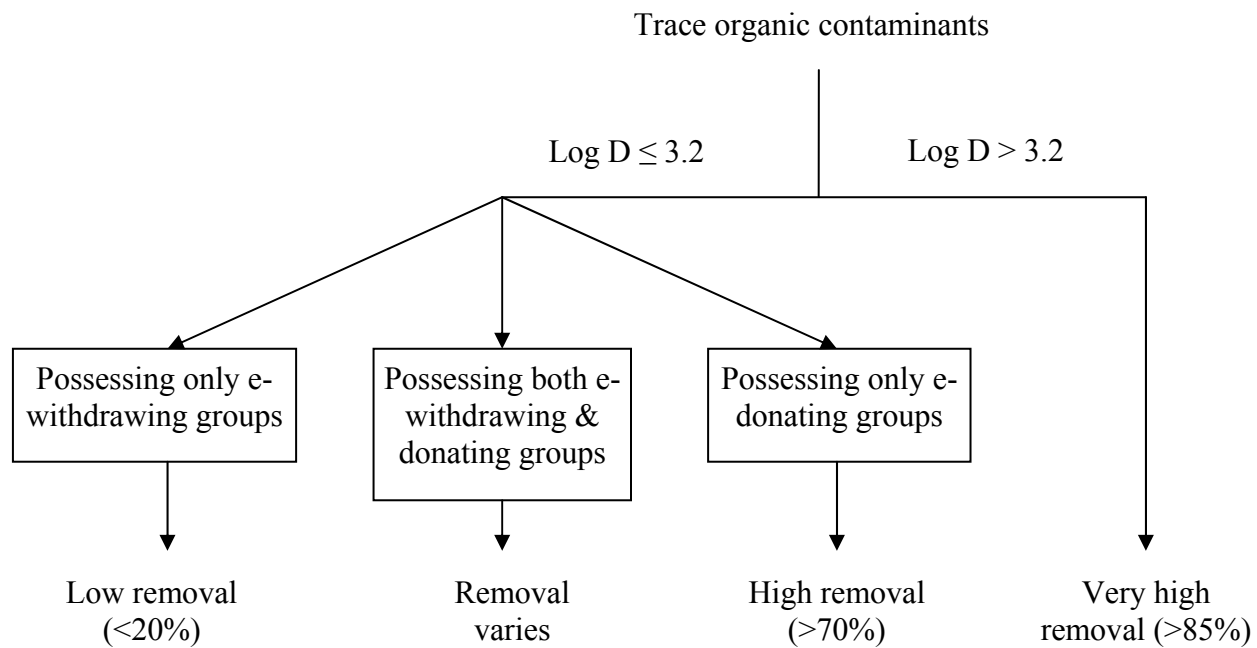 Trace organic contaminants
Log D ≤ 3.2
Log D > 3.2
Possessing only e-
withdrawing groups
Possessing both e-
withdrawing &
donating groups
Possessing only e-
donating groups
Low removal
(<20%)
Removal
varies
High removal
(>70%)
Very high
removal (>85%)